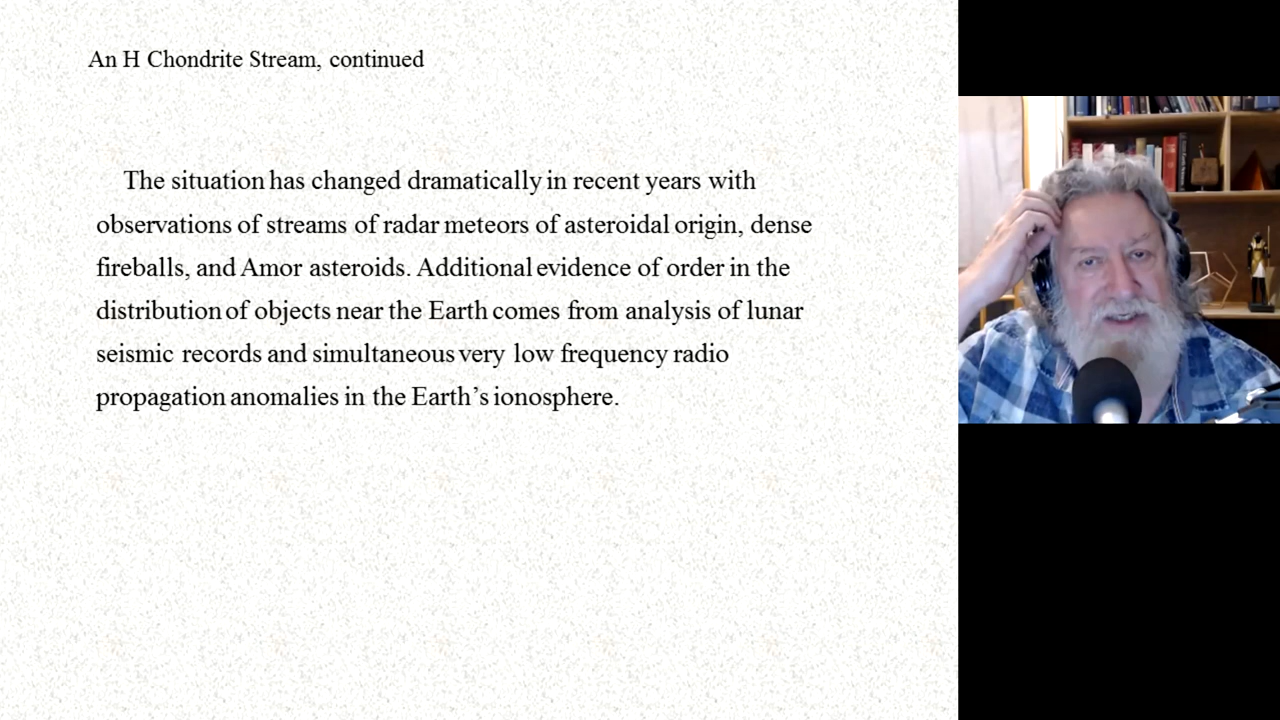 An H Chondrite Stream, continued
The situation has changed dramatically in recent years with
observations of streams of radar meteors of asteroidal origin, dense
fireballs, and Amor asteroids. Additional evidence of order in the
distribution of objects near the Earth comes from analysis of lunar
seismic records and simultaneous very low frequency radio
propagation anomalies in the Earth’s ionosphere.